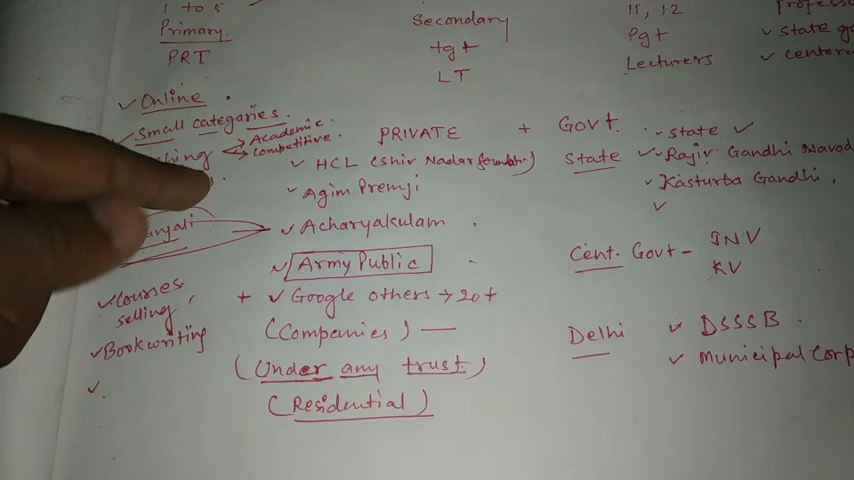 1 to 5
Primary
PRT
Secondary
tgt
LT
11, 12
Pgt
Lecturers
✓ state
✓
✓ Online
✓ Small categories
→ Academic
→ Competitive
PRIVATE + Govt.
✓ HCL (Shiv Nadar foundatn)
✓ Agim Premji
✓ Acharyakulam
✓ Army Public
+ ✓ Google others → 20+
(Companies) —
(Under any trust)
(Residential)
✓ Courses
selling,
✓ Book writing
✓.
State
- state ✓
✓ Rajiv Gandhi
✓ Kasturba Gandhi,
✓
Cent. Govt - JNV
KV
Delhi ✓ DSSSB
✓ Municipal Corp